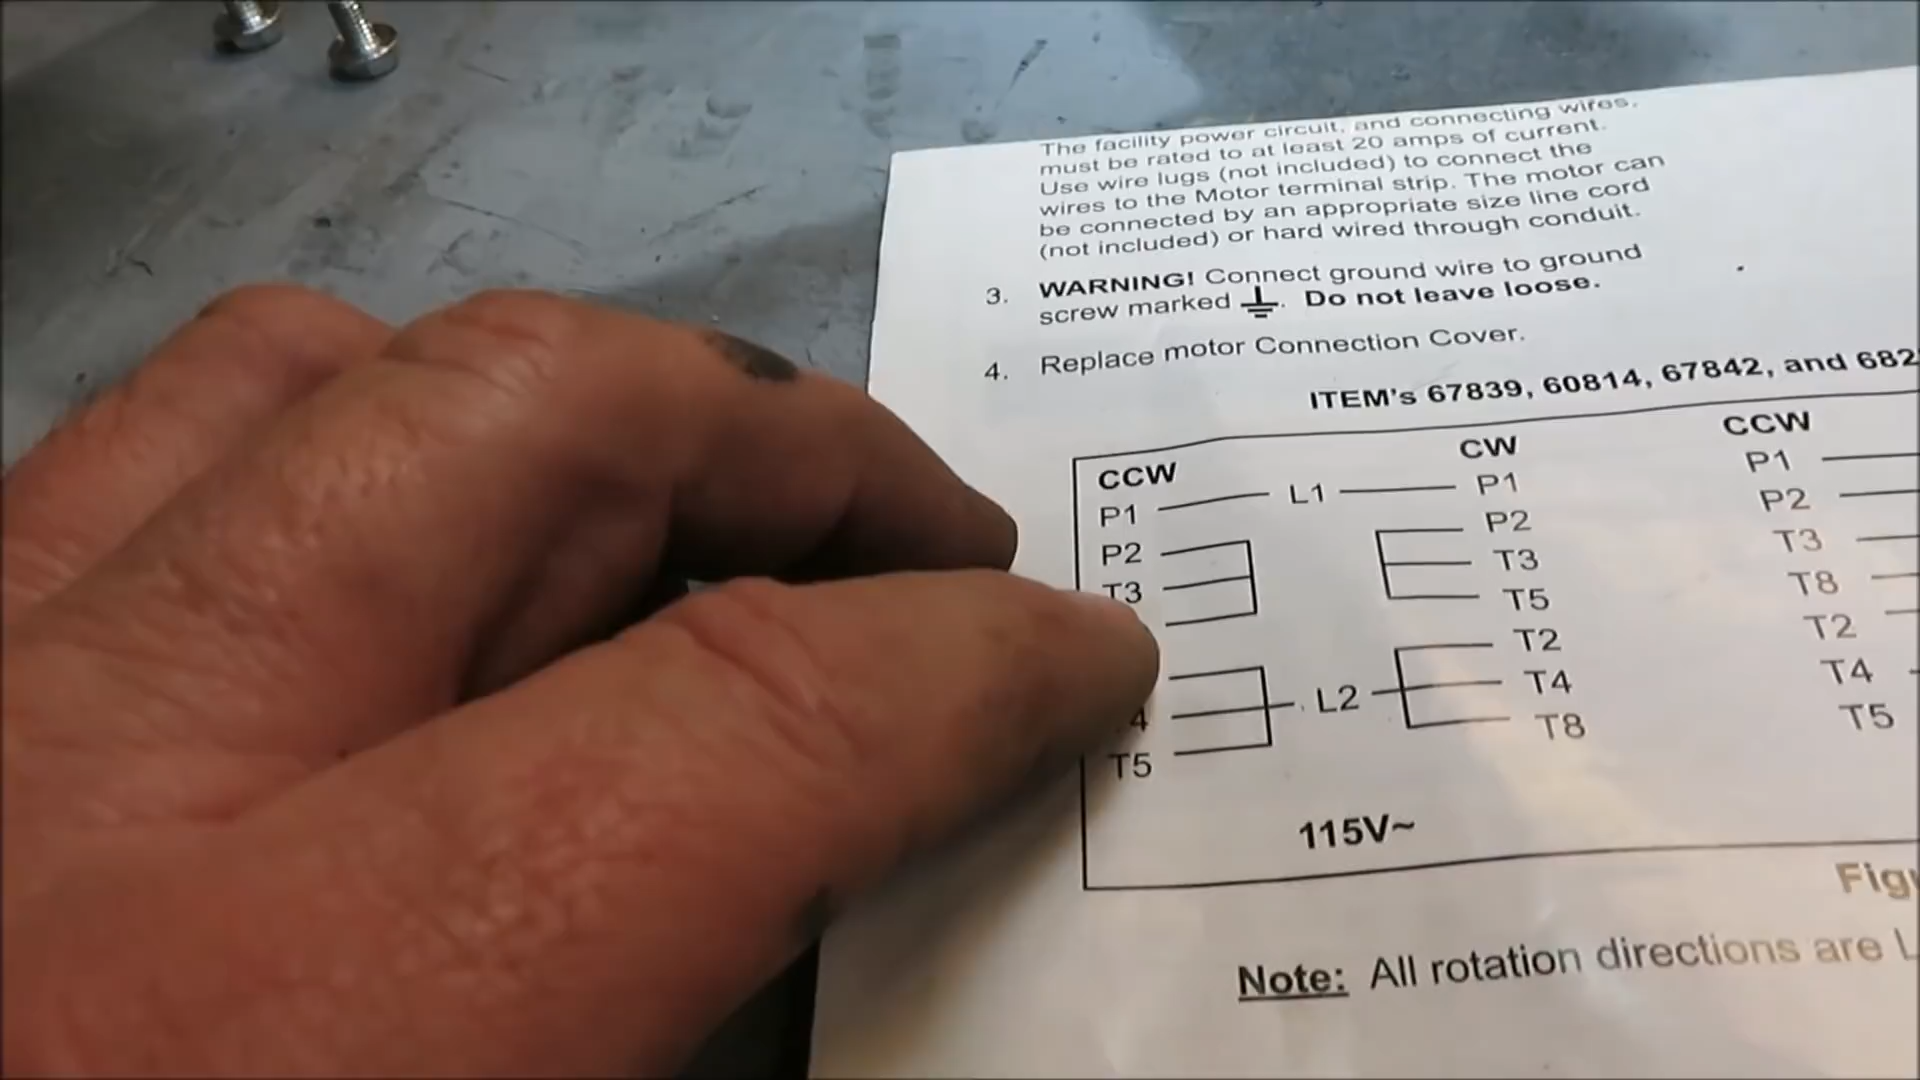 The facility power circuit, and connecting wires,
must be rated to at least 20 amps of current.
Use wire lugs (not included) to connect the
wires to the Motor terminal strip. The motor can
be connected by an appropriate size line cord
(not included) or hard wired through conduit.
3. WARNING! Connect ground wire to ground
screw marked ⏚. Do not leave loose.
4. Replace motor Connection Cover.
ITEM's 67839, 60814, 67842, and 682
CCW
P1
P2
T3
4
T5
L1
L2
CW
P1
P2
T3
T5
T2
T4
T8
115V~
CCW
P1
P2
T3
T8
T2
T4
T5
Fig
Note: All rotation directions are L